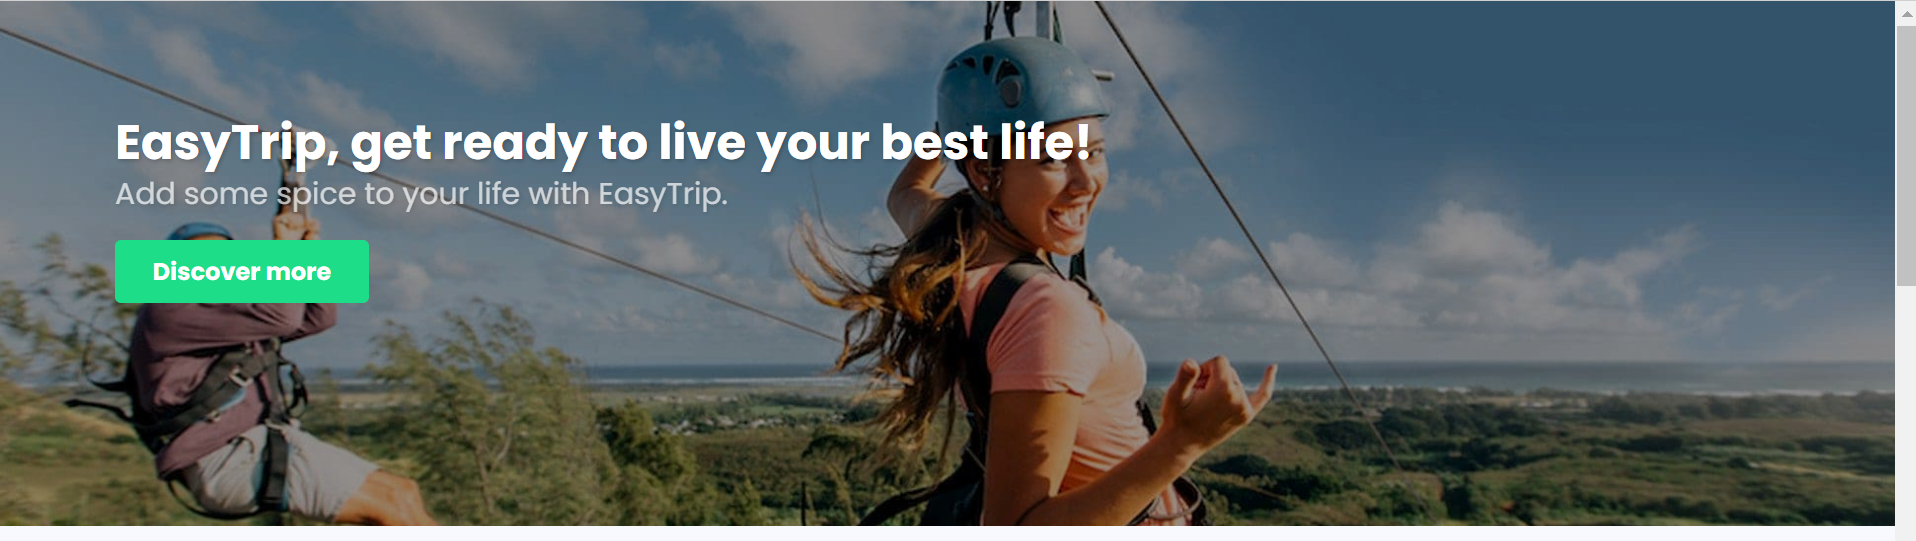 EasyTrip, get ready to live your best life!
Add some spice to your life with EasyTrip.
Discover more